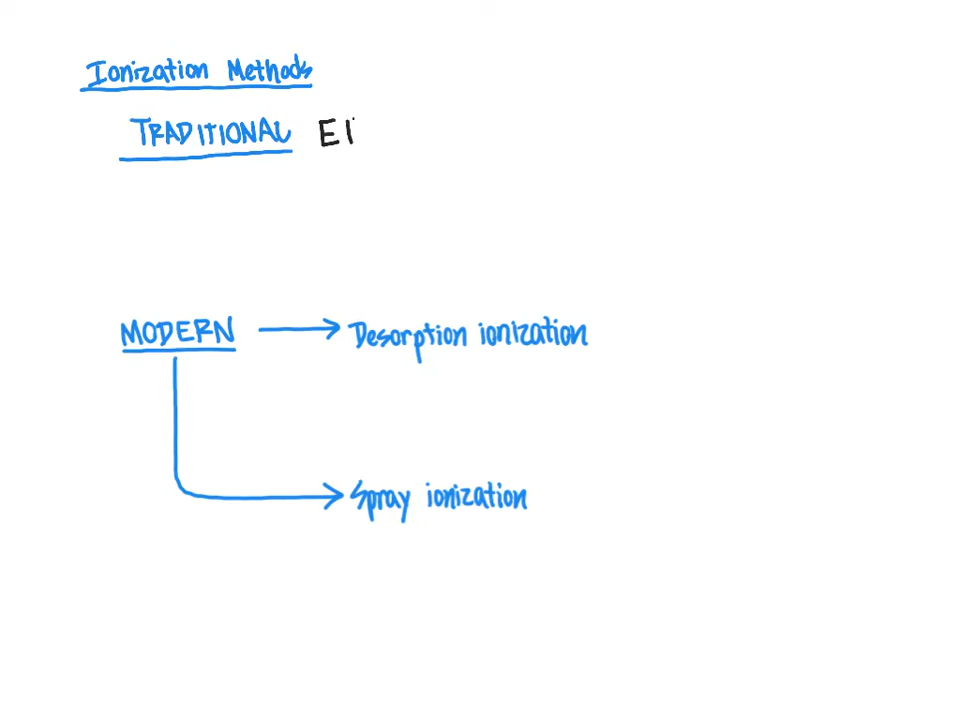 Ionization Methods
TRADITIONAL EI
MODERN → Desorption ionization
Spray ionization